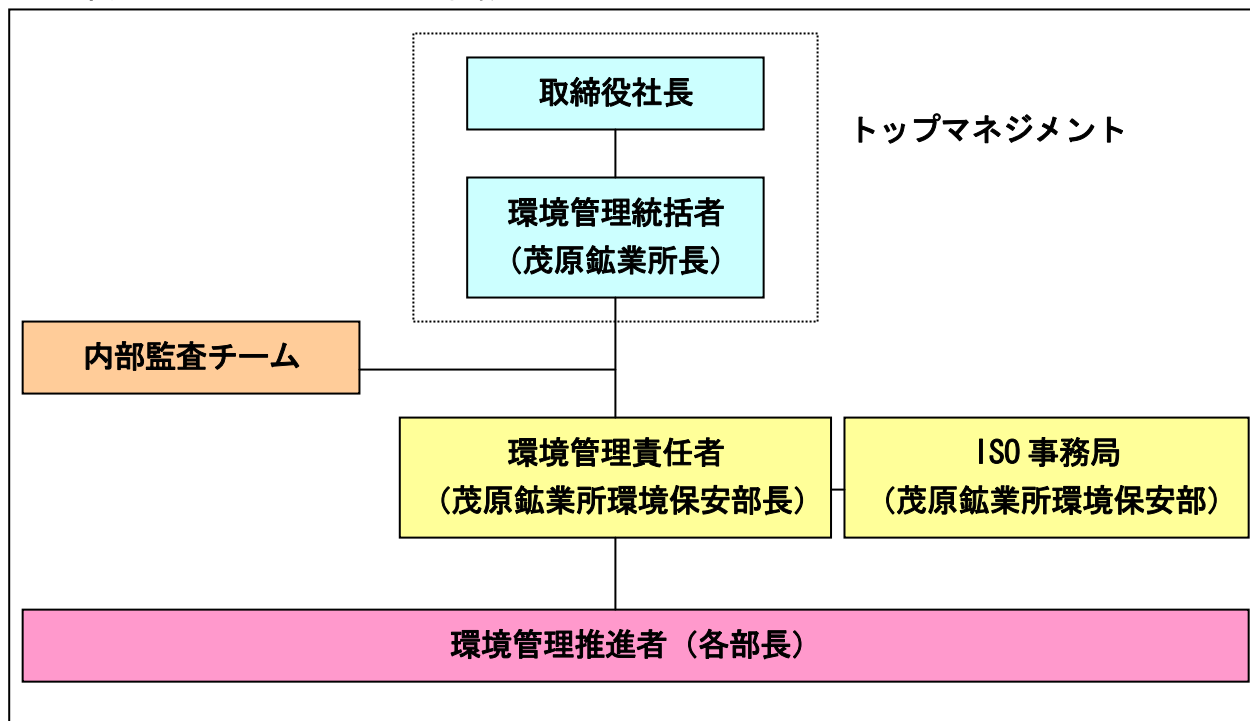 取締役社長
トップマネジメント
環境管理統括者
（茂原鉱業所長）
内部監査チーム
環境管理責任者
（茂原鉱業所環境保安部長）
ISO 事務局
（茂原鉱業所環境保安部）
環境管理推進者（各部長）